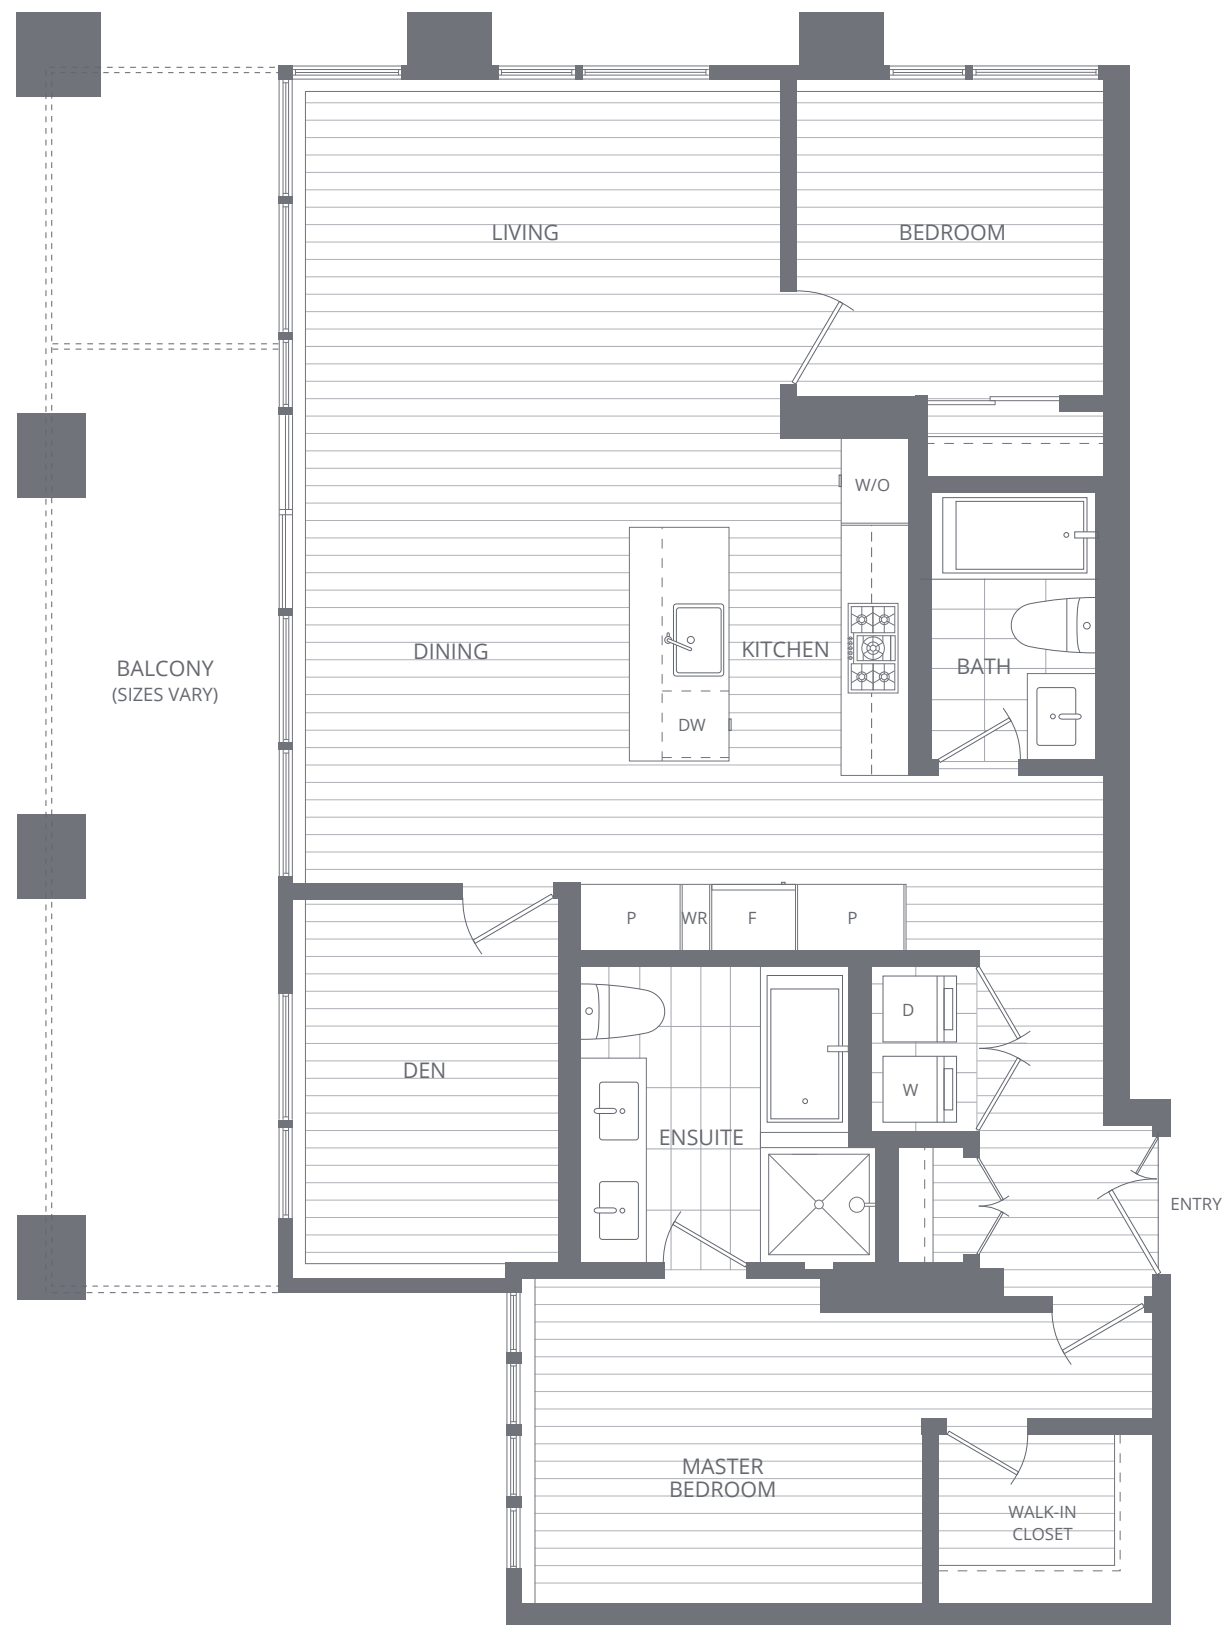 LIVING
BEDROOM
W/O
DINING
KITCHEN
BATH
BALCONY
(SIZES VARY)
DW
P
WR
F
P
D
DEN
W
ENSUITE
ENTRY
MASTER
BEDROOM
WALK-IN
CLOSET